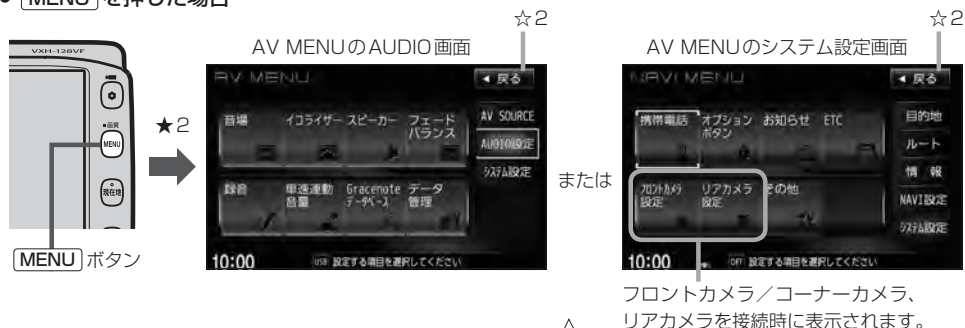 ● MENU を押した場合
☆2
☆2
AV MENUのAUDIO画面
AV MENUのシステム設定画面
VXH-128VF
■画質
MENU
現在地
★2
MENU ボタン
AV MENU
◀ 戻る
音場
イコライザー
スピーカー
フェード
バランス
AV SOURCE
AUDIO設定
システム設定
録音
車速連動
音量
Gracenote
データベース
データ
管理
10:00
USB 設定する項目を選択してください
または
NAVI MENU
◀ 戻る
携帯電話
オプション
ボタン
お知らせ
ETC
目的地
ルート
情 報
NAVI設定
システム設定
フロントカメラ
設定
リアカメラ
設定
その他
10:00
OFF 設定する項目を選択してください
フロントカメラ／コーナーカメラ、
リアカメラを接続時に表示されます。